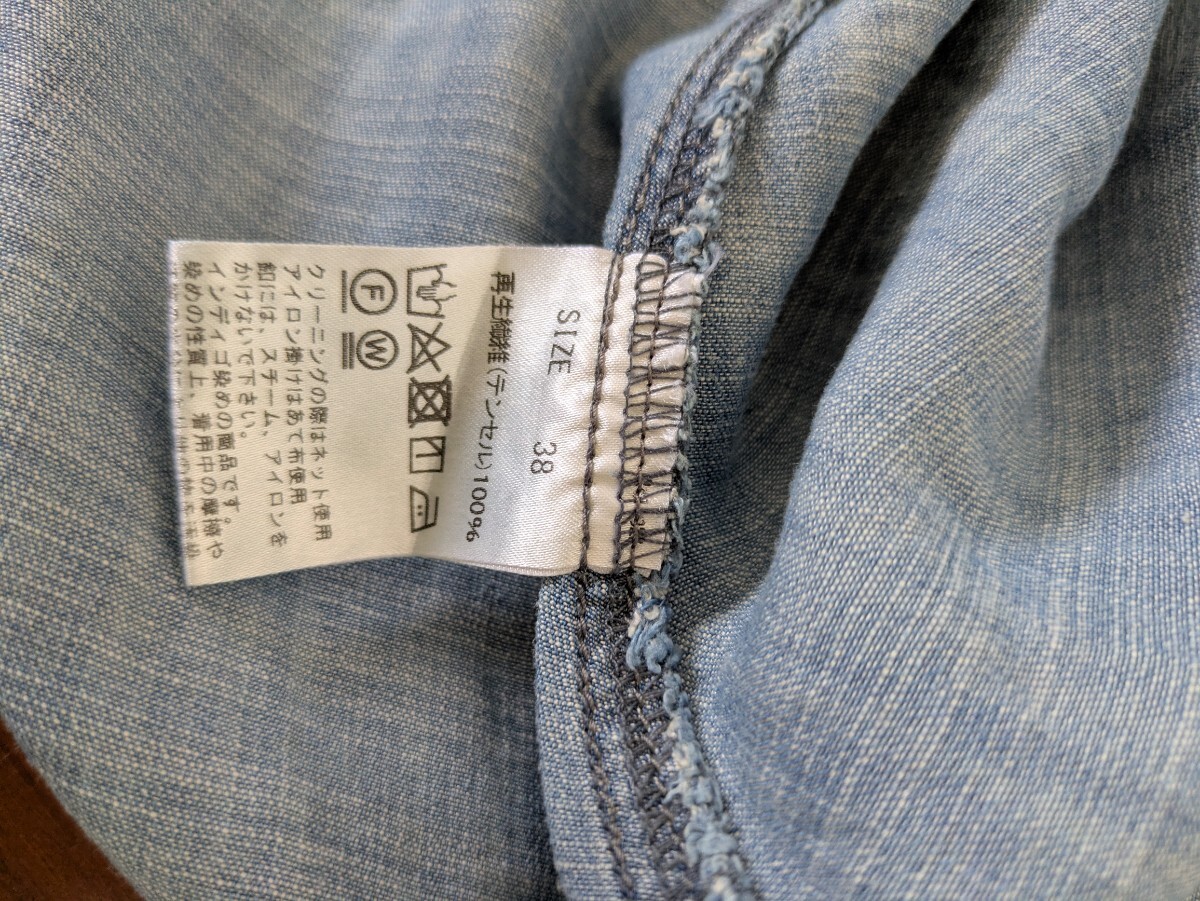 SIZE 38
再生繊維(テンセル)100%
F W
クリーニングの際はネット使用
アイロン掛けはあて布使用
釦には、スチーム、アイロンを
かけないで下さい。
インディゴ染めの商品です。
染めの性質上、着用中の摩擦や